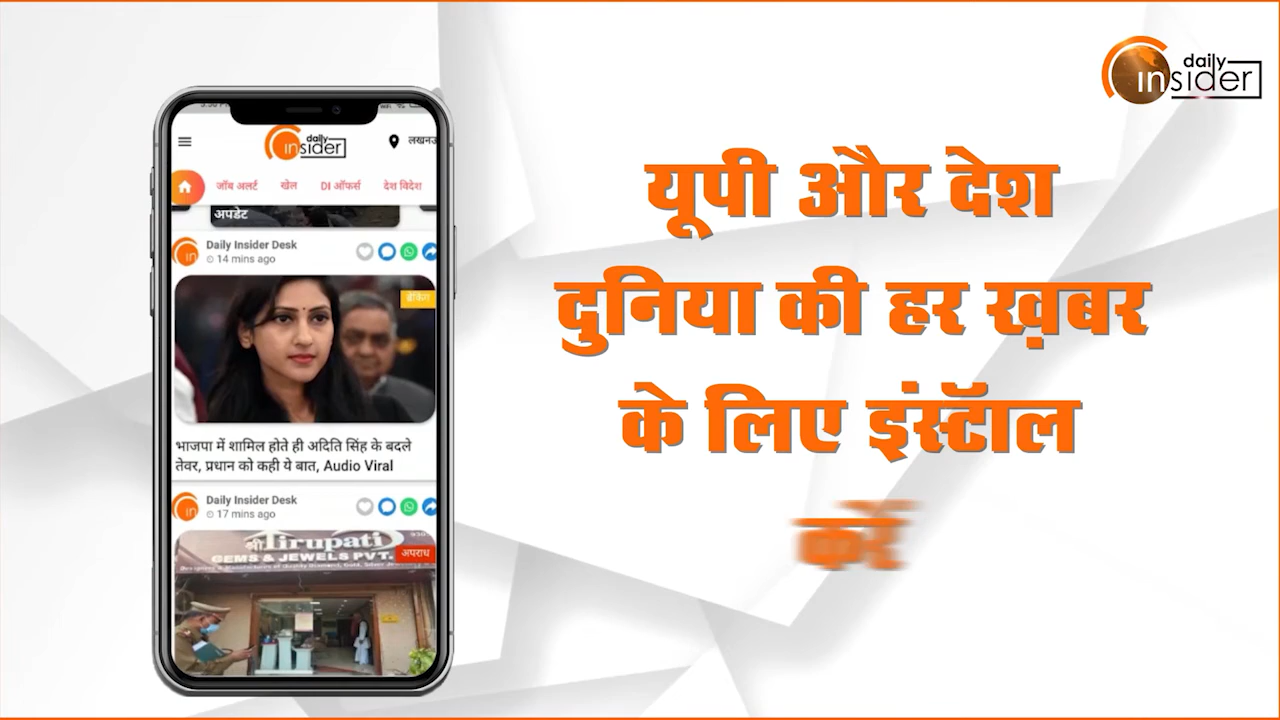 daily
insider
daily
insider
लखनऊ
जॉब अलर्ट खेल DI ऑफर्स देश विदेश
अपडेट
Daily Insider Desk
14 mins ago
ब्रेकिंग
भाजपा में शामिल होते ही अदिति सिंह के बदले
तेवर, प्रधान को कही ये बात, Audio Viral
Daily Insider Desk
17 mins ago
श्री Tirupati
GEMS & JEWELS PVT.
अपराध
यूपी और देश
दुनिया की हर ख़बर
के लिए इंस्टॉल
करें